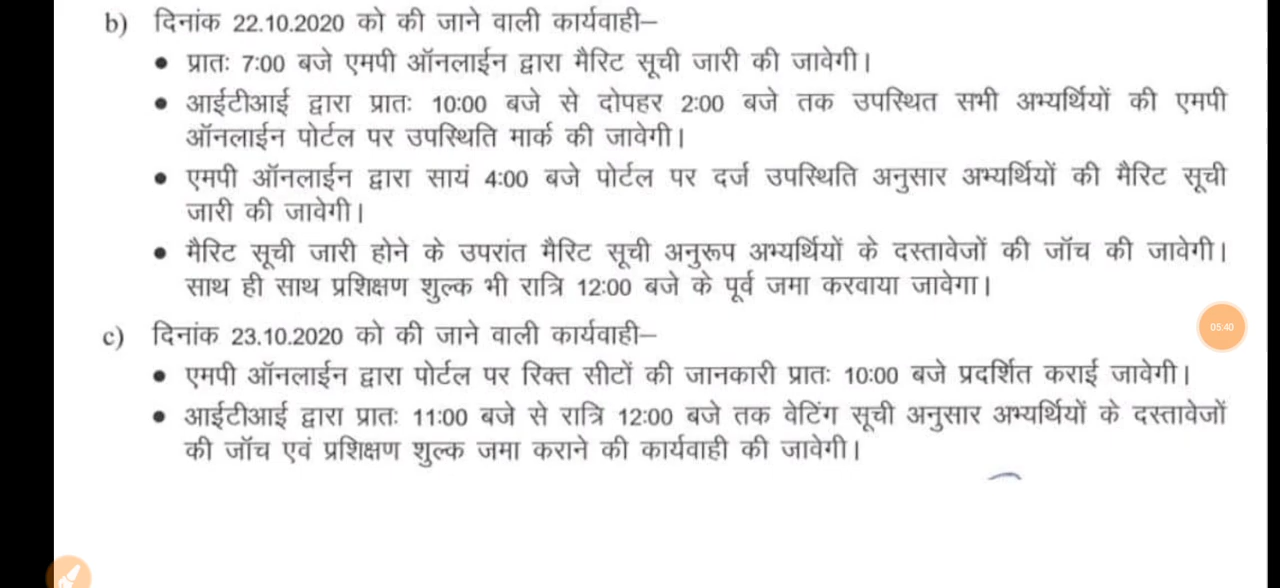 b) दिनांक 22.10.2020 को की जाने वाली कार्यवाही–
• प्रातः 7:00 बजे एमपी ऑनलाईन द्वारा मैरिट सूची जारी की जावेगी।
• आईटीआई द्वारा प्रातः 10:00 बजे से दोपहर 2:00 बजे तक उपस्थित सभी अभ्यर्थियों की एमपी
ऑनलाईन पोर्टल पर उपस्थिति मार्क की जावेगी।
• एमपी ऑनलाईन द्वारा सायं 4:00 बजे पोर्टल पर दर्ज उपस्थिति अनुसार अभ्यर्थियों की मैरिट सूची
जारी की जावेगी।
• मैरिट सूची जारी होने के उपरांत मैरिट सूची अनुरूप अभ्यर्थियों के दस्तावेजों की जॉच की जावेगी।
साथ ही साथ प्रशिक्षण शुल्क भी रात्रि 12:00 बजे के पूर्व जमा करवाया जावेगा।
c) दिनांक 23.10.2020 को की जाने वाली कार्यवाही–
05:40
• एमपी ऑनलाईन द्वारा पोर्टल पर रिक्त सीटों की जानकारी प्रातः 10:00 बजे प्रदर्शित कराई जावेगी।
• आईटीआई द्वारा प्रातः 11:00 बजे से रात्रि 12:00 बजे तक वेटिंग सूची अनुसार अभ्यर्थियों के दस्तावेजों
की जॉच एवं प्रशिक्षण शुल्क जमा कराने की कार्यवाही की जावेगी।